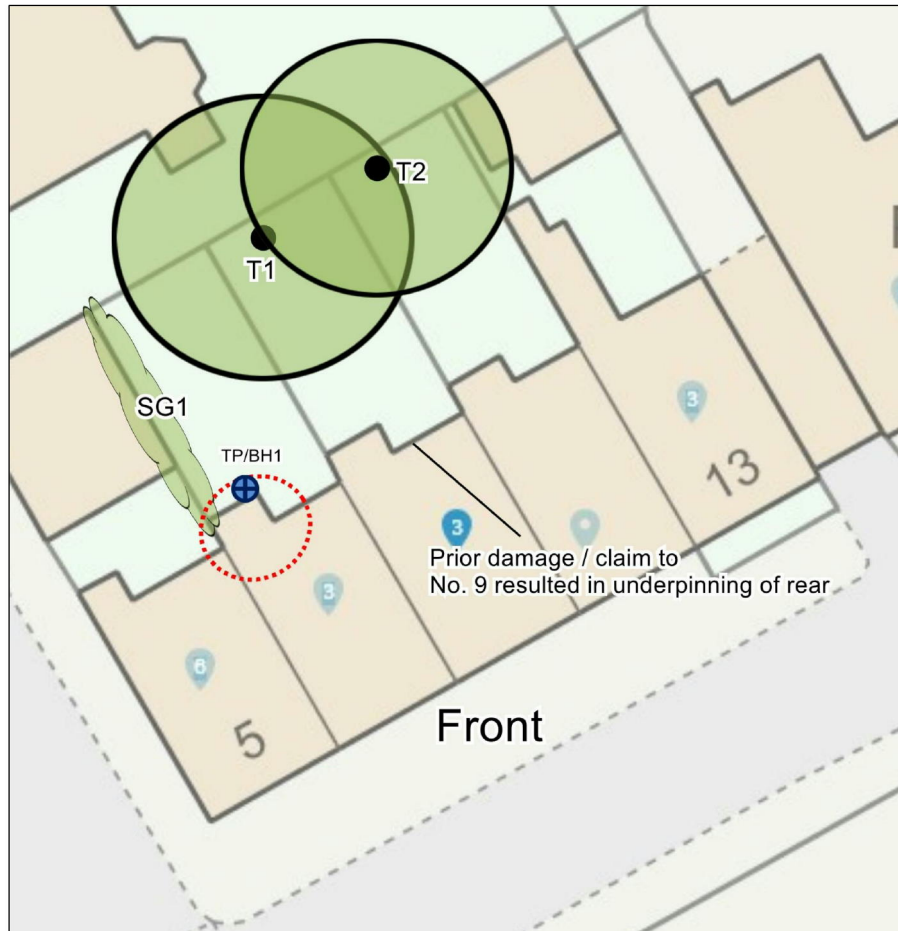 T2
T1
SG1
TP/BH1
3
13
3
Prior damage / claim to
No. 9 resulted in underpinning of rear
3
6
5
Front